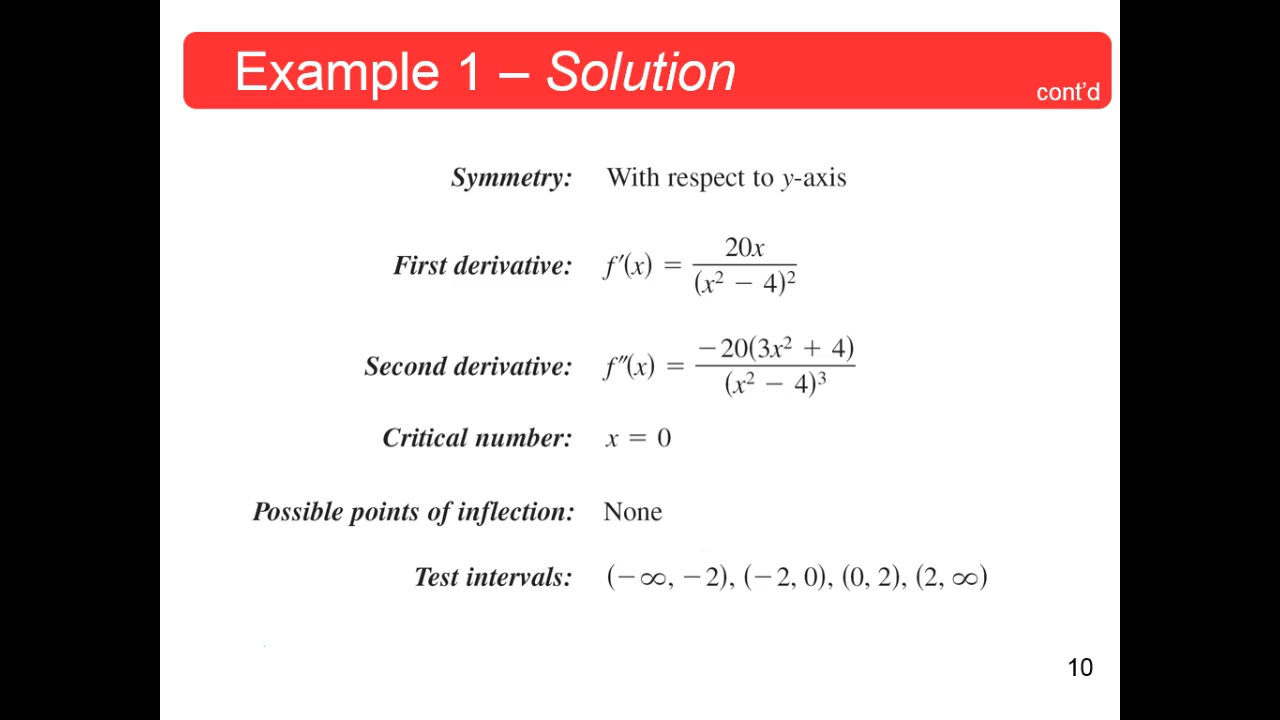 Example 1 – Solution
cont'd
Symmetry: With respect to y-axis
First derivative: f′(x) = 20x / (x² − 4)²
Second derivative: f″(x) = −20(3x² + 4) / (x² − 4)³
Critical number: x = 0
Possible points of inflection: None
Test intervals: (−∞, −2), (−2, 0), (0, 2), (2, ∞)
10